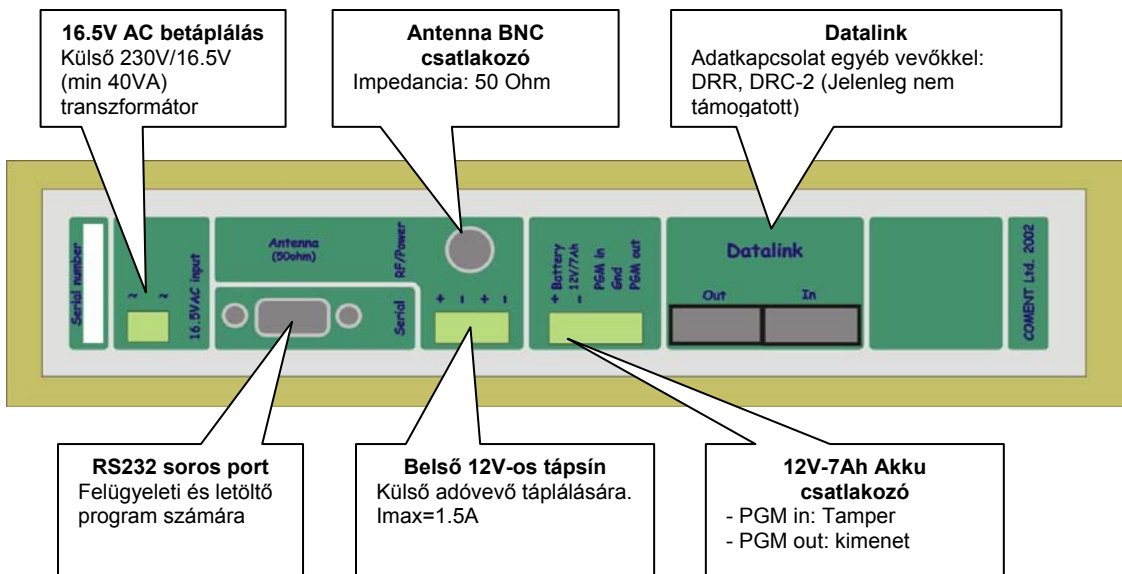 16.5V AC betáplálás
Külső 230V/16.5V
(min 40VA)
transzformátor
Antenna BNC
csatlakozó
Impedancia: 50 Ohm
Datalink
Adatkapcsolat egyéb vevőkkel:
DRR, DRC-2 (Jelenleg nem
támogatott)
Serial number
~ ~
16.5VAC input
Antenna
(50ohm)
RF/Power
Serial
+ - + -
+ Battery
- 12V/7Ah
PGM in
Gnd
PGM out
Datalink
Out In
COMENT Ltd. 2002
RS232 soros port
Felügyeleti és letöltő
program számára
Belső 12V-os tápsín
Külső adóvevő táplálására.
Imax=1.5A
12V-7Ah Akku
csatlakozó
- PGM in: Tamper
- PGM out: kimenet